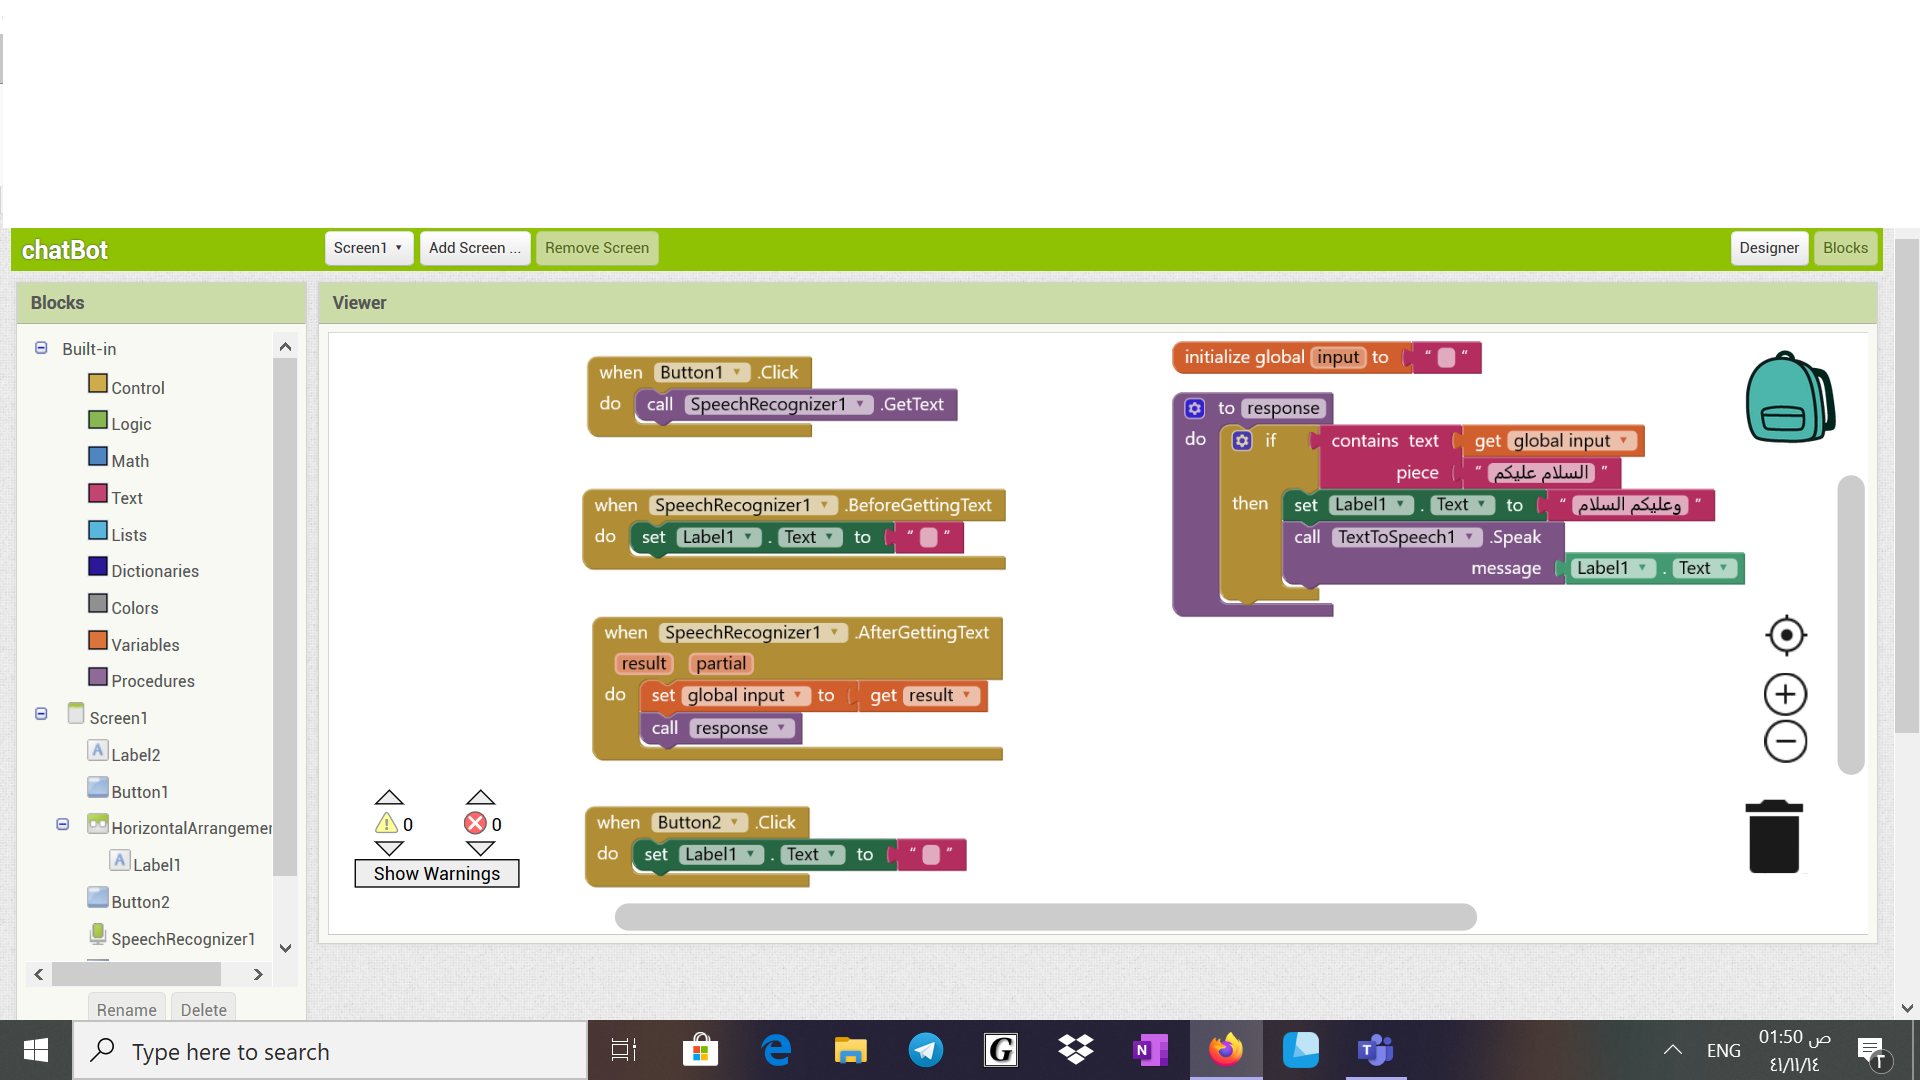 chatBot
Screen1 Add Screen ... Remove Screen
Designer Blocks
Blocks
Built-in
Control
Logic
Math
Text
Lists
Dictionaries
Colors
Variables
Procedures
Screen1
Label2
Button1
HorizontalArrangemer
Label1
Button2
SpeechRecognizer1
Rename Delete
Viewer
when Button1 .Click
do call SpeechRecognizer1 .GetText
when SpeechRecognizer1 .BeforeGettingText
do set Label1 . Text to " "
when SpeechRecognizer1 .AfterGettingText
result partial
do set global input to get result
call response
when Button2 .Click
do set Label1 . Text to " "
initialize global input to " "
to response
do if contains text get global input
piece " السلام عليكم "
then set Label1 . Text to " وعليكم السلام "
call TextToSpeech1 .Speak
message Label1 . Text
0 0
Show Warnings
Type here to search
G
N
ENG
01:50 ص
٤١/١١/١٤
٢